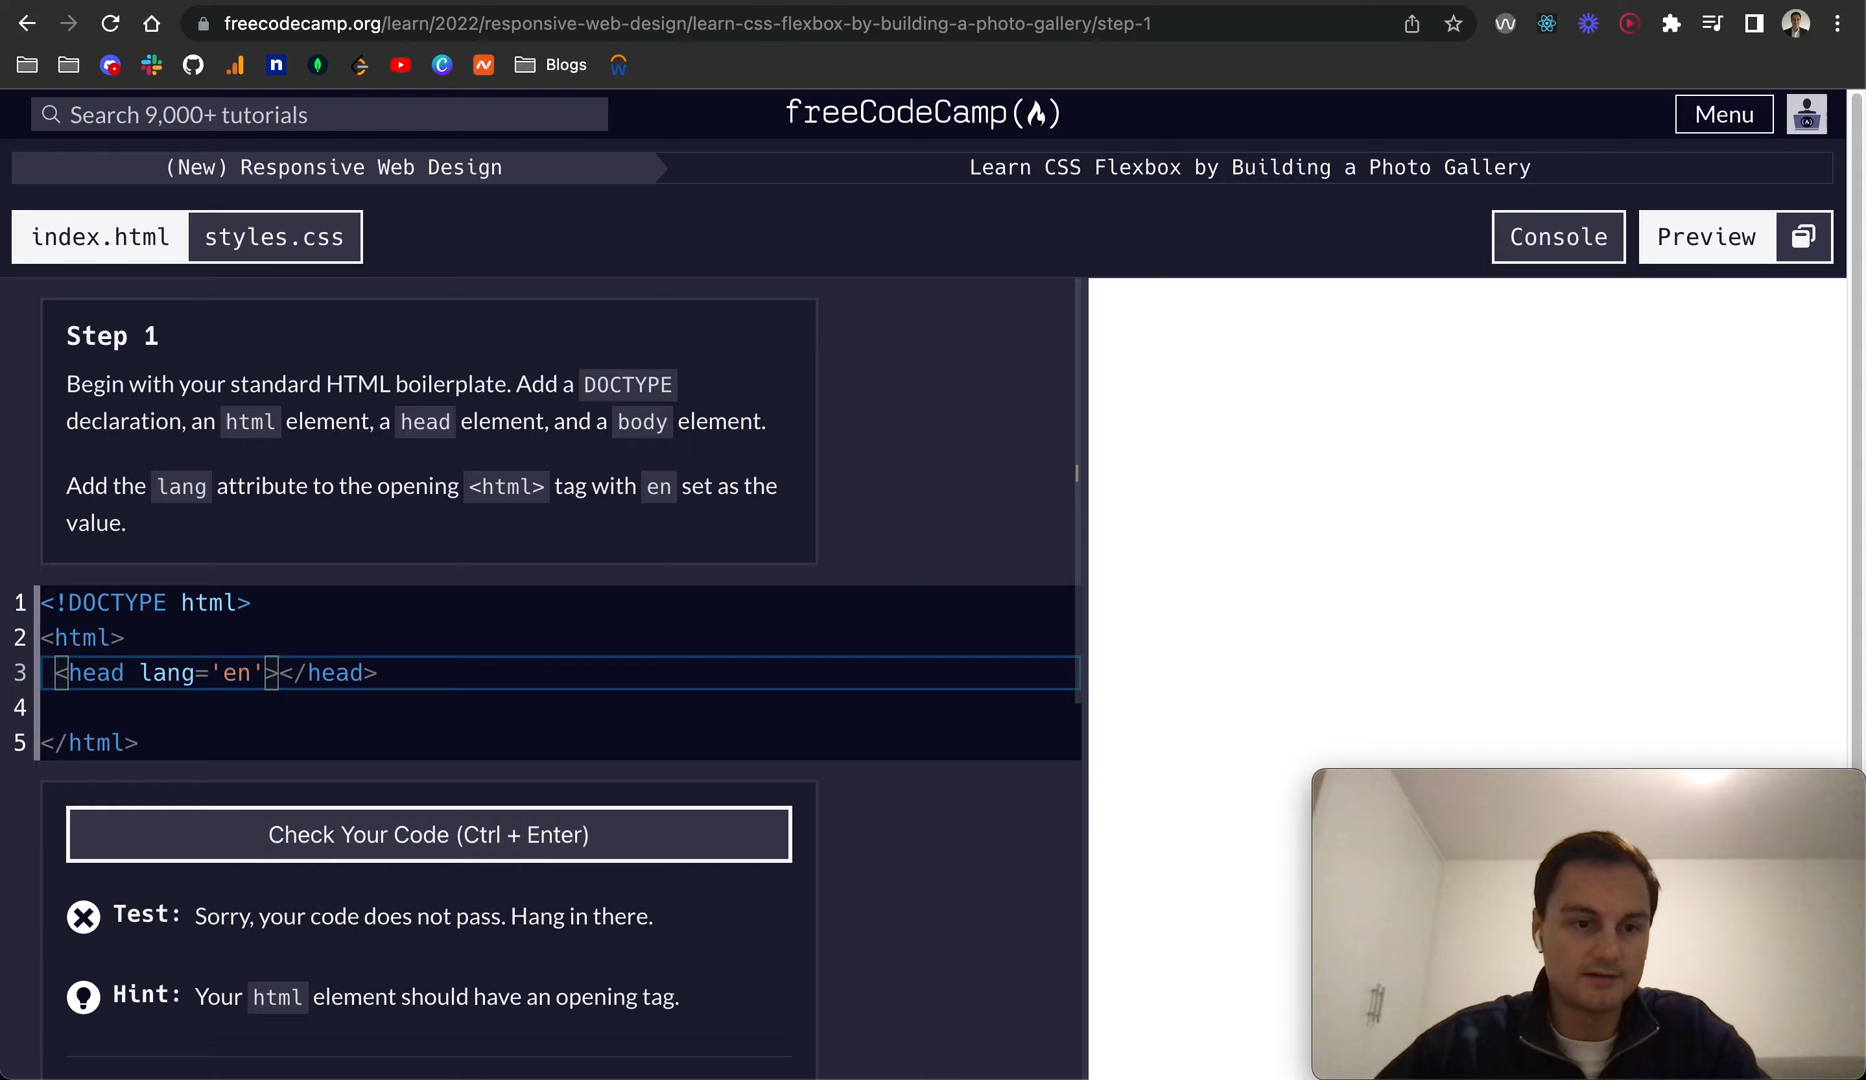 freecodecamp.org/learn/2022/responsive-web-design/learn-css-flexbox-by-building-a-photo-gallery/step-1
Blogs
Search 9,000+ tutorials
freeCodeCamp(🔥)
Menu
(New) Responsive Web Design
Learn CSS Flexbox by Building a Photo Gallery
index.html
styles.css
Console
Preview
Step 1
Begin with your standard HTML boilerplate. Add a DOCTYPE
declaration, an html element, a head element, and a body element.
Add the lang attribute to the opening <html> tag with en set as the
value.
1 <!DOCTYPE html>
2 <html>
3 <head lang='en'></head>
4
5 </html>
Check Your Code (Ctrl + Enter)
Test: Sorry, your code does not pass. Hang in there.
Hint: Your html element should have an opening tag.